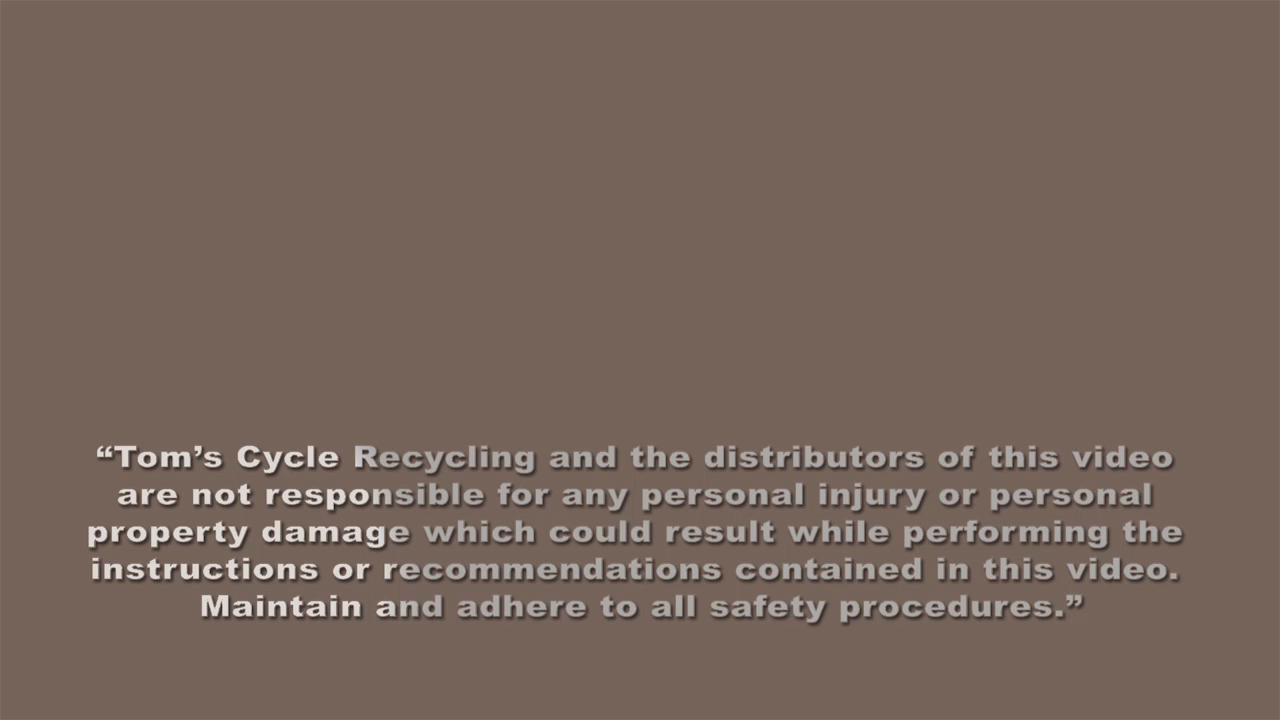 “Tom’s Cycle Recycling and the distributors of this video
are not responsible for any personal injury or personal
property damage which could result while performing the
instructions or recommendations contained in this video.
Maintain and adhere to all safety procedures.”